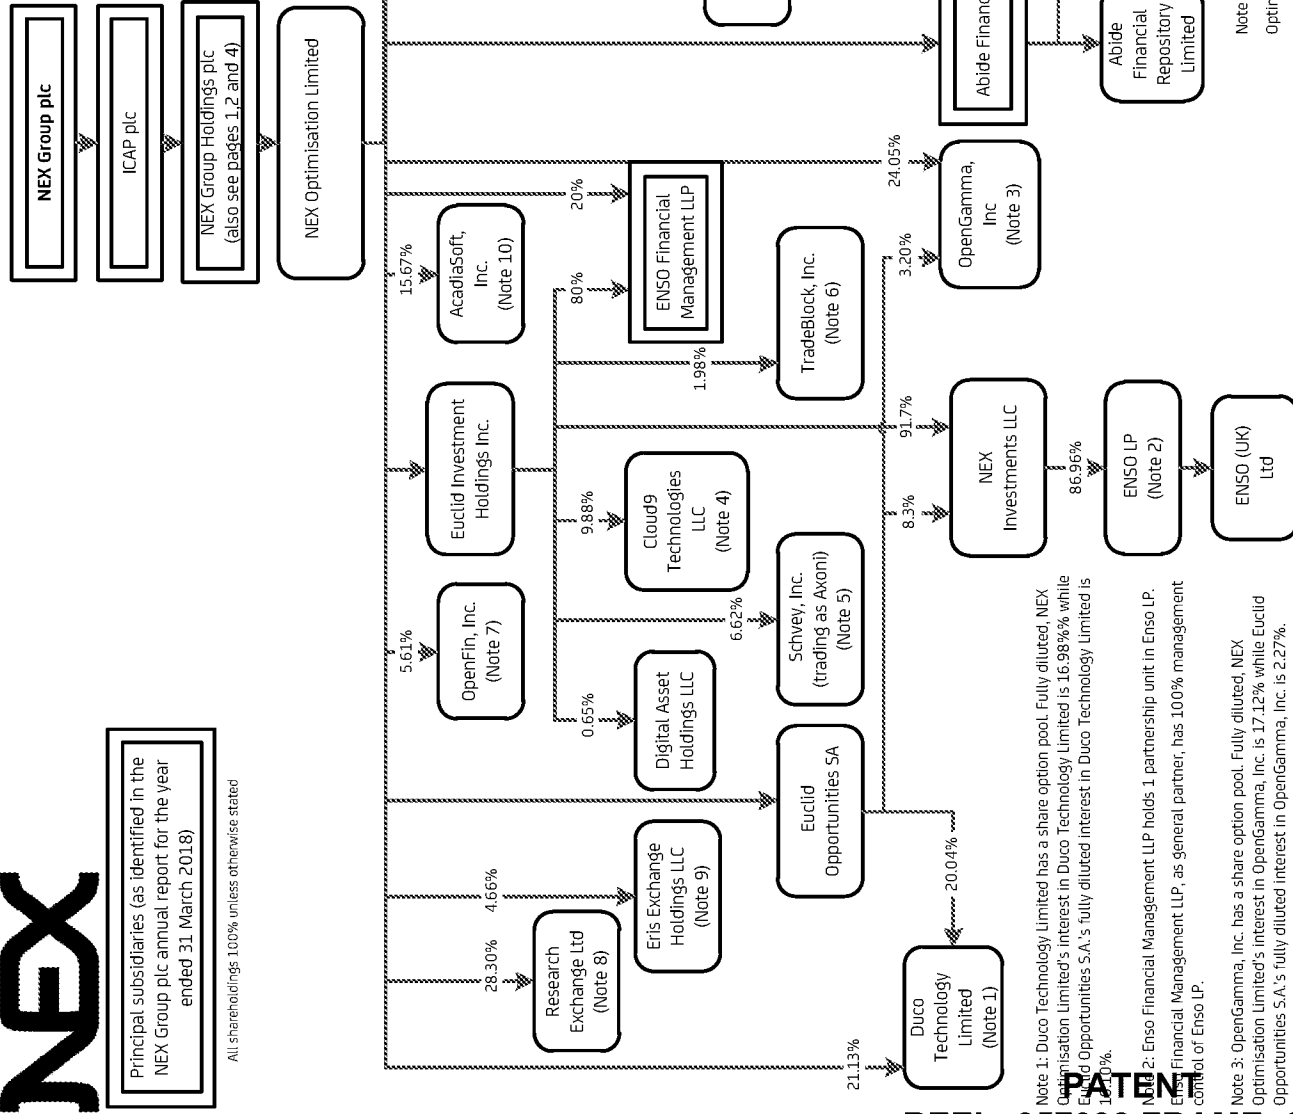 NEX
Principal subsidiaries (as identified in the
NEX Group plc annual report for the year
ended 31 March 2018)
All shareholdings 100% unless otherwise stated
NEX Group plc
ICAP plc
NEX Group Holdings plc
(also see pages 1,2 and 4)
NEX Optimisation Limited
5.61%
15.67%
OpenFin, Inc.
(Note 7)
Euclid Investment
Holdings Inc.
AcadiaSoft,
Inc.
(Note 10)
28.30%
4.66%
Research
Exchange Ltd
(Note 8)
0.65%
9.88%
80%
20%
Eris Exchange
Holdings LLC
(Note 9)
Digital Asset
Holdings LLC
Cloud9
Technologies
LLC
(Note 4)
ENSO Financial
Management LLP
6.62%
1.98%
Euclid
Opportunities SA
Schvey, Inc.
(trading as Axoni)
(Note 5)
TradeBlock, Inc.
(Note 6)
21.13%
20.04%
8.3%
91.7%
3.20%
24.05%
Duco
Technology
Limited
(Note 1)
NEX
Investments LLC
OpenGamma,
Inc
(Note 3)
Abide Financ
86.96%
ENSO LP
(Note 2)
Abide
Financial
Repository
Limited
ENSO (UK)
Ltd
Note 1: Duco Technology Limited has a share option pool. Fully diluted, NEX
Optimisation Limited's interest in Duco Technology Limited is 16.98%% while
Euclid Opportunities S.A.'s fully diluted interest in Duco Technology Limited is
Note 2: Enso Financial Management LLP holds 1 partnership unit in Enso LP.
Enso Financial Management LLP, as general partner, has 100% management
control of Enso LP.
Note 3: OpenGamma, Inc. has a share option pool. Fully diluted, NEX
Optimisation Limited's interest in OpenGamma, Inc. is 17.12% while Euclid
Opportunities S.A.'s fully diluted interest in OpenGamma, Inc. is 2.27%.
Note
Optin
PATENT